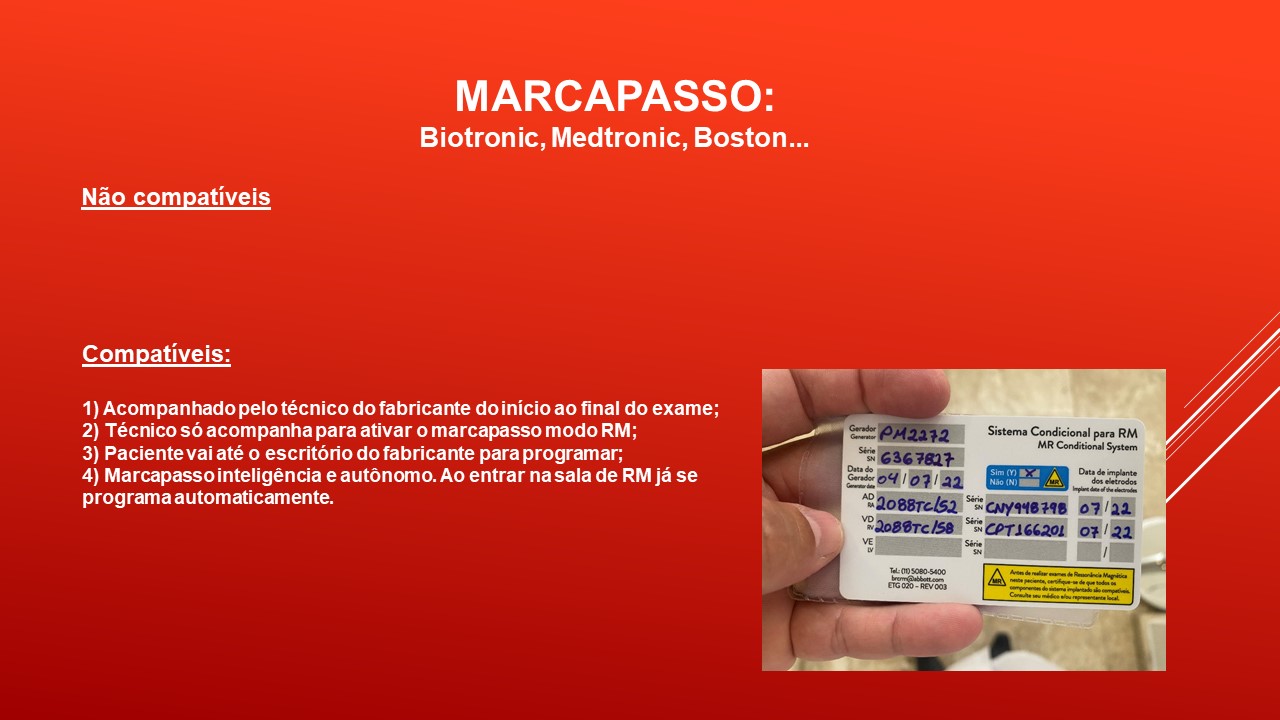 MARCAPASSO:
Biotronic, Medtronic, Boston...
Não compatíveis
Compatíveis:
1) Acompanhado pelo técnico do fabricante do início ao final do exame;
2) Técnico só acompanha para ativar o marcapasso modo RM;
3) Paciente vai até o escritório do fabricante para programar;
4) Marcapasso inteligência e autônomo. Ao entrar na sala de RM já se
programa automaticamente.
Gerador
Generator
PM2272
Sistema Condicional para RM
MR Conditional System
Série
SN
6367827
Sim (Y) X
Não (N)
MR
Data de implante
dos eletrodos
Implant date of the electrodes
Data do
Gerador
Generator date
04/07/22
AD
RA
2088TC/52
Série
SN
CNY948798
07/22
VD
RV
2088TC/58
Série
SN
CPT166201
07/22
VE
LV
Série
SN
/
Tel.: (11) 5080-5400
brcrm@abbott.com
ETG 020 – REV 003
MR
Antes de realizar exames de Ressonância Magnética
neste paciente, certifique-se de que todos os
componentes do sistema implantado são compatíveis.
Consulte seu médico e/ou representante local.